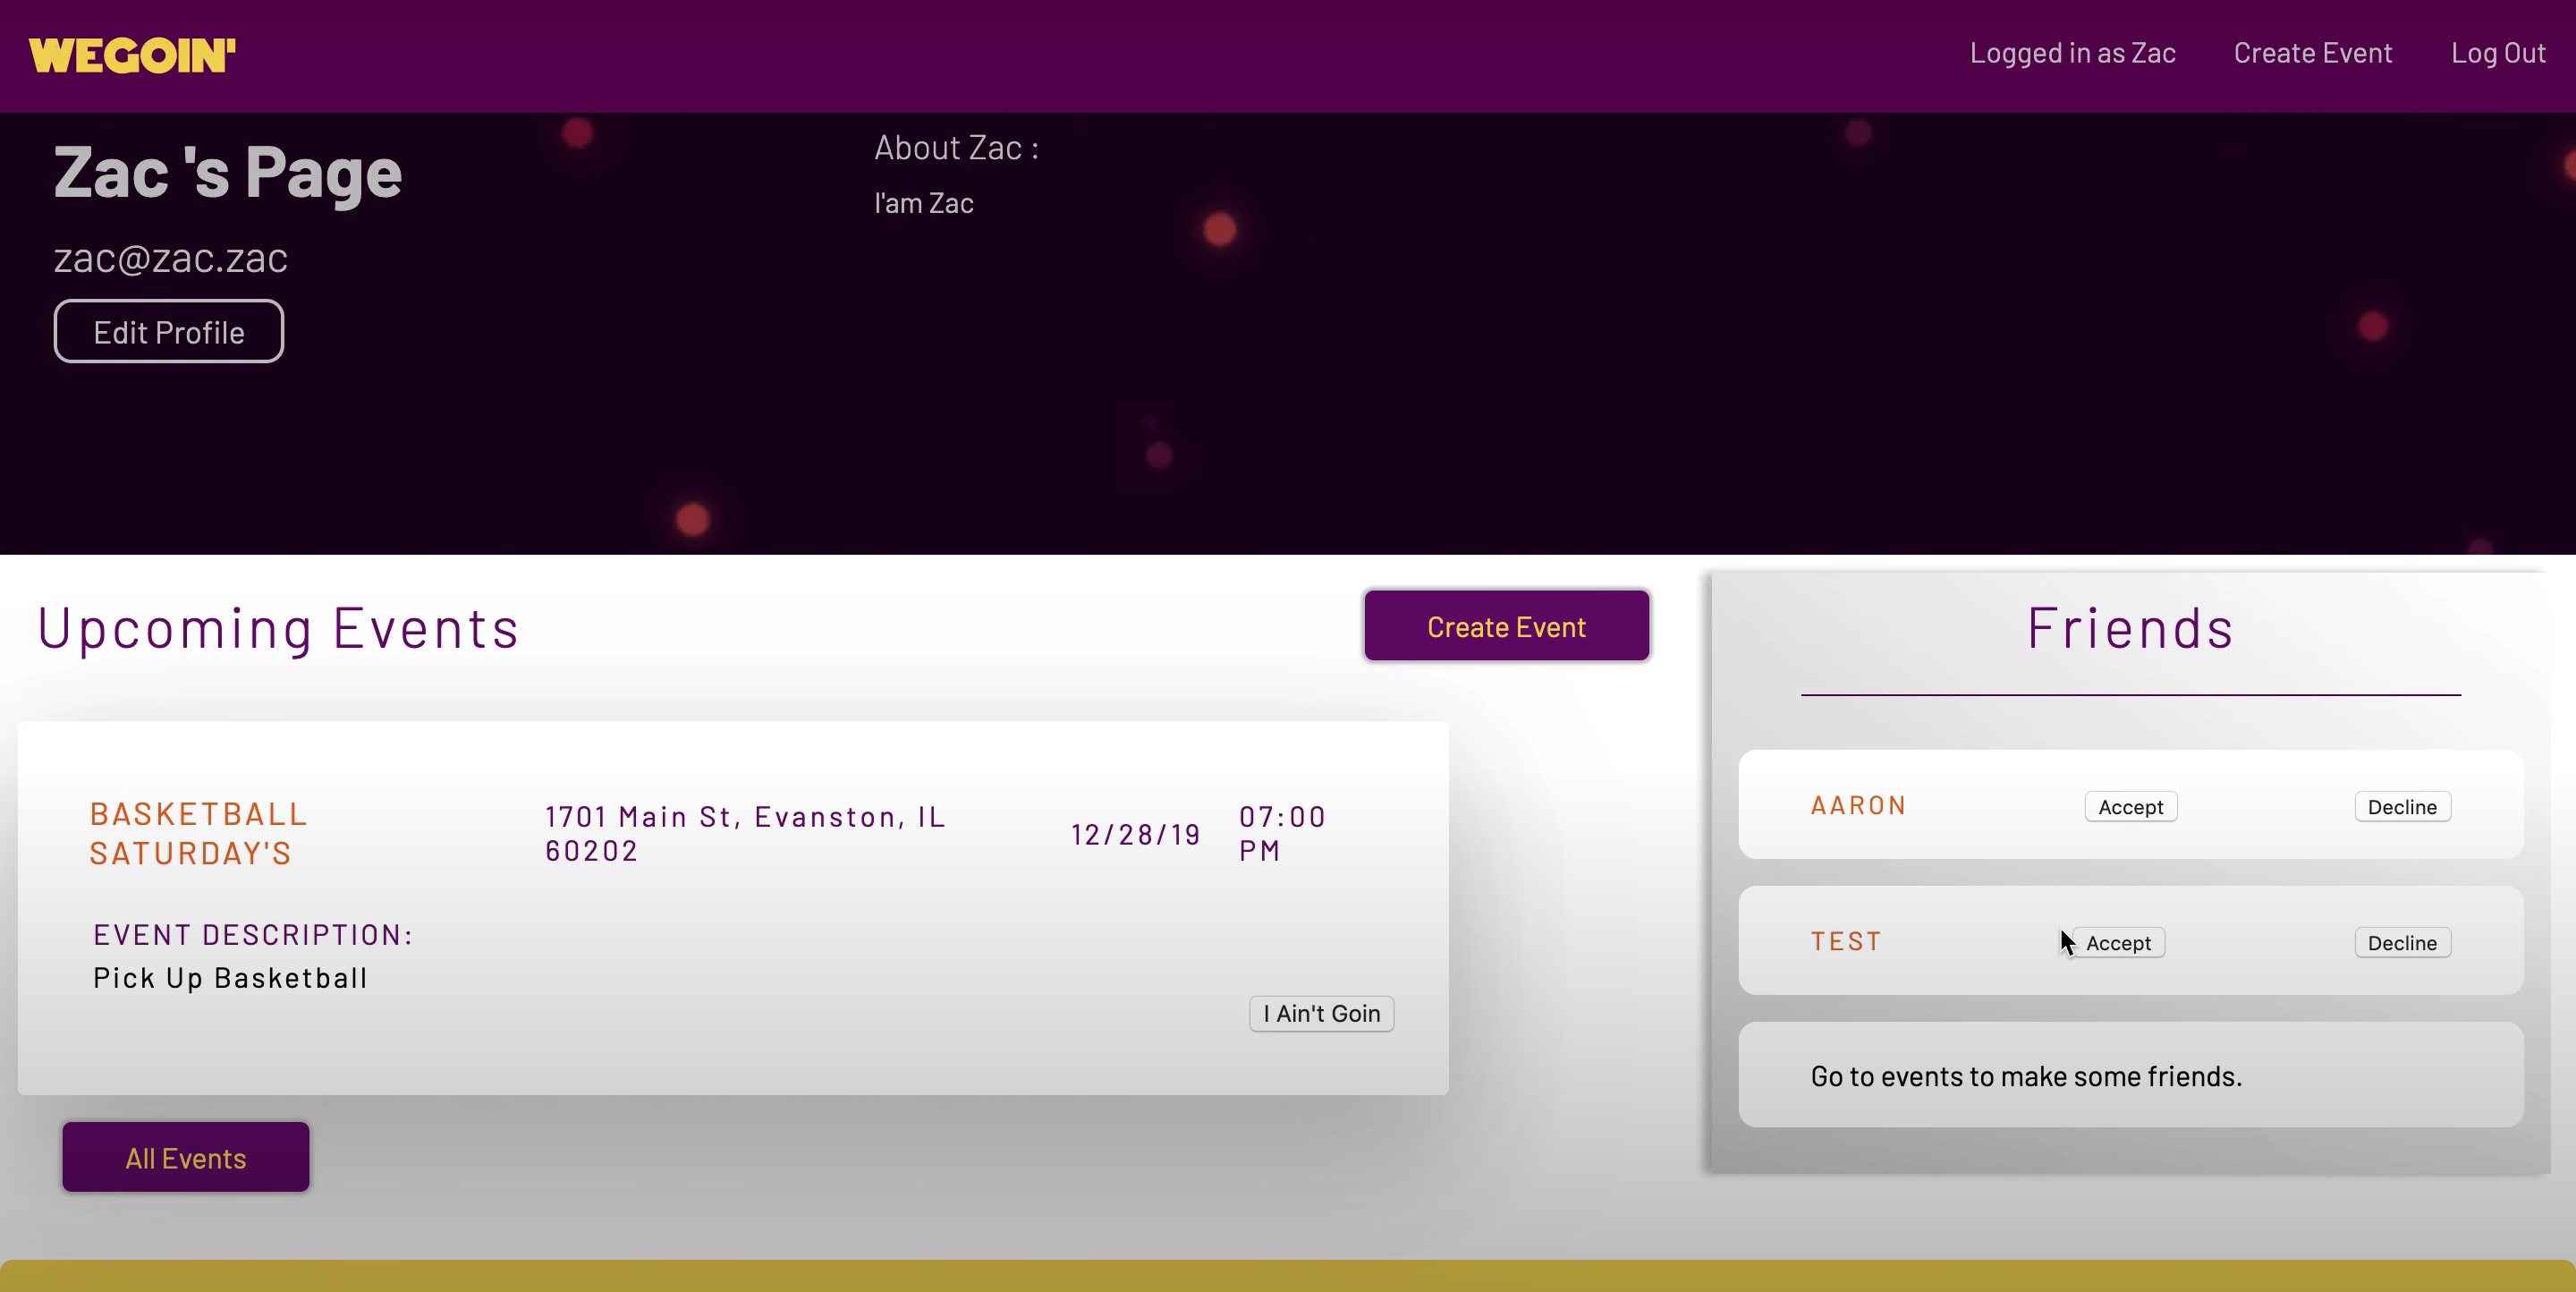 WEGOIN'
Logged in as Zac
Create Event
Log Out
Zac 's Page
zac@zac.zac
Edit Profile
About Zac :
I'am Zac
Upcoming Events
Create Event
BASKETBALL
SATURDAY'S
1701 Main St, Evanston, IL
60202
12/28/19
07:00
PM
EVENT DESCRIPTION:
Pick Up Basketball
I Ain't Goin
All Events
Friends
AARON
Accept
Decline
TEST
Accept
Decline
Go to events to make some friends.